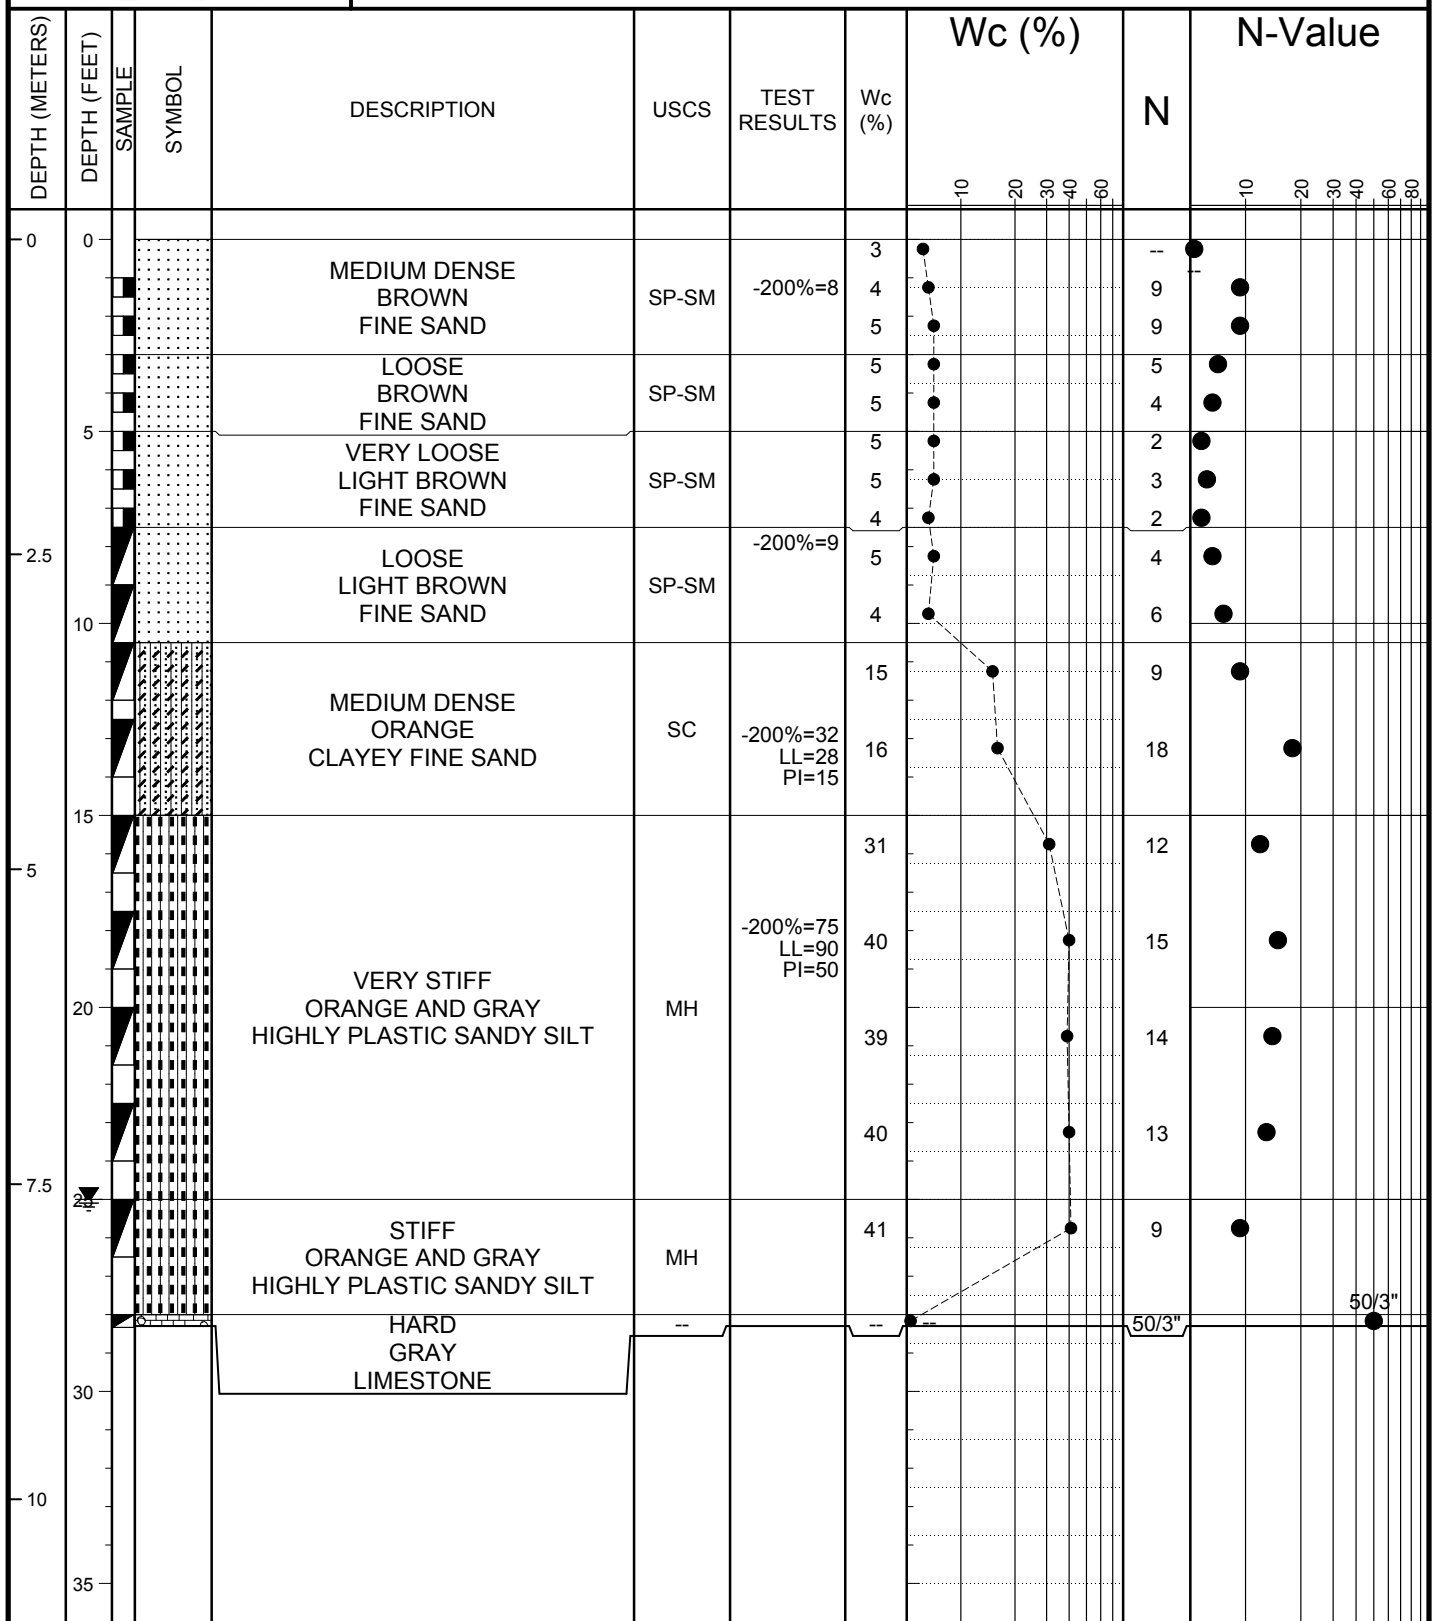 DEPTH (METERS)
DEPTH (FEET)
SAMPLE
SYMBOL
DESCRIPTION
USCS
TEST
RESULTS
Wc
(%)
Wc (%)
10 20 30 40 60
N
N-Value
10 20 30 40 60 80
0 0
MEDIUM DENSE
BROWN
FINE SAND
SP-SM
-200%=8
3
4
5
--
9
9
--
LOOSE
BROWN
FINE SAND
SP-SM
5
5
5
4
5
VERY LOOSE
LIGHT BROWN
FINE SAND
SP-SM
5
5
4
2
3
2
2.5
LOOSE
LIGHT BROWN
FINE SAND
SP-SM
-200%=9
5
4
4
6
10
MEDIUM DENSE
ORANGE
CLAYEY FINE SAND
SC
-200%=32
LL=28
PI=15
15
16
9
18
15
5
VERY STIFF
ORANGE AND GRAY
HIGHLY PLASTIC SANDY SILT
MH
-200%=75
LL=90
PI=50
31
40
39
40
12
15
14
13
20
7.5
25
STIFF
ORANGE AND GRAY
HIGHLY PLASTIC SANDY SILT
MH
41
9
HARD
GRAY
LIMESTONE
--
--
--
50/3"
50/3"
30
10
35